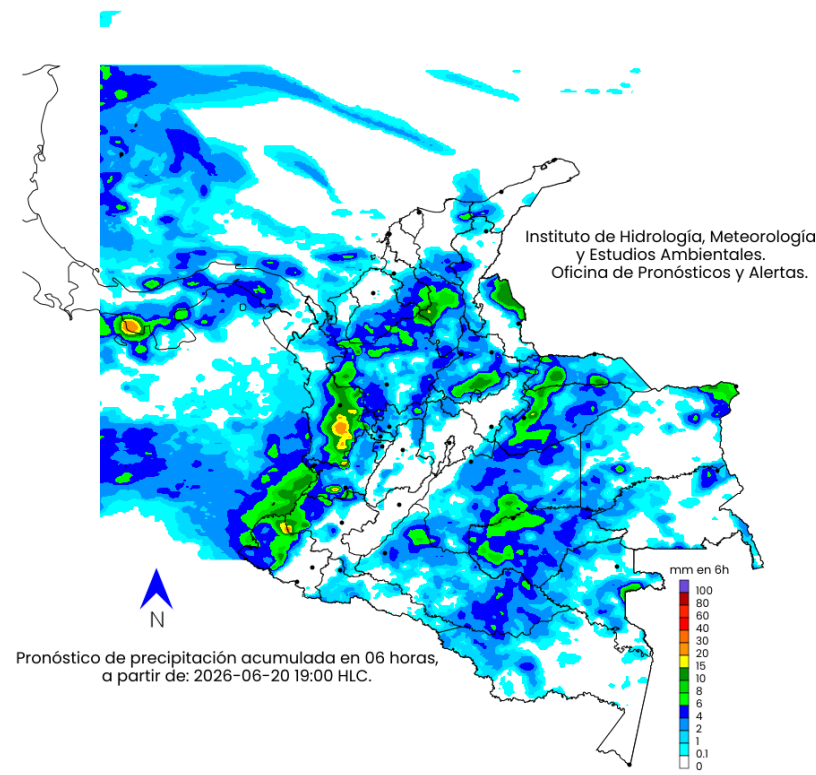 Instituto de Hidrología, Meteorología
y Estudios Ambientales.
Oficina de Pronósticos y Alertas.
mm en 6h
100
80
60
40
30
20
15
10
8
6
4
2
1
0.1
0
N
Pronóstico de precipitación acumulada en 06 horas,
a partir de: 2026-06-20 19:00 HLC.